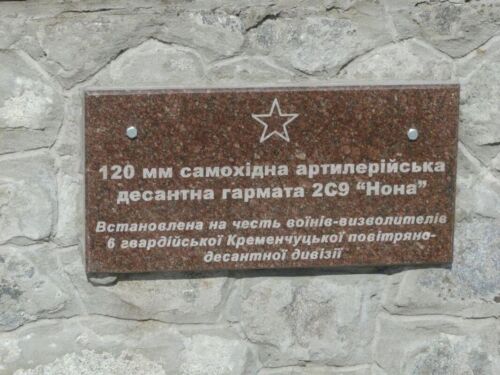 120 мм самохідна артилерійська
десантна гармата 2С9 "Нона"
Встановлена на честь воїнів-визволителів
6 гвардійської Кременчуцької повітряно-
десантної дивізії